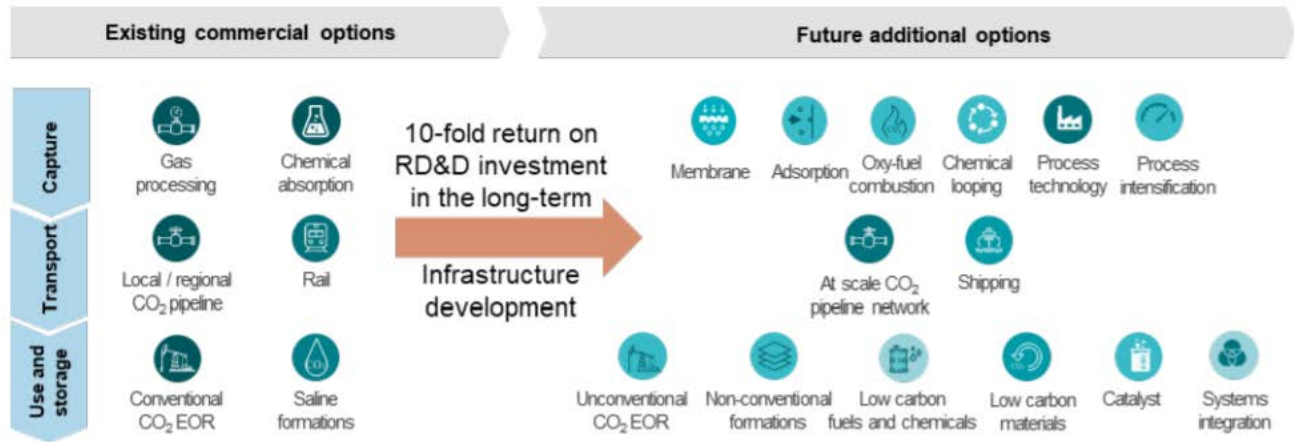 Existing commercial options
Future additional options
Capture
Gas
processing
Chemical
absorption
10-fold return on
RD&D investment
in the long-term
Membrane
Adsorption
Oxy-fuel
combustion
Chemical
looping
Process
technology
Process
intensification
Transport
Local / regional
CO₂ pipeline
Rail
Infrastructure
development
At scale CO₂
pipeline network
Shipping
Use and
storage
Conventional
CO₂ EOR
Saline
formations
Unconventional
CO₂ EOR
Non-conventional
formations
Low carbon
fuels and chemicals
Low carbon
materials
Catalyst
Systems
integration